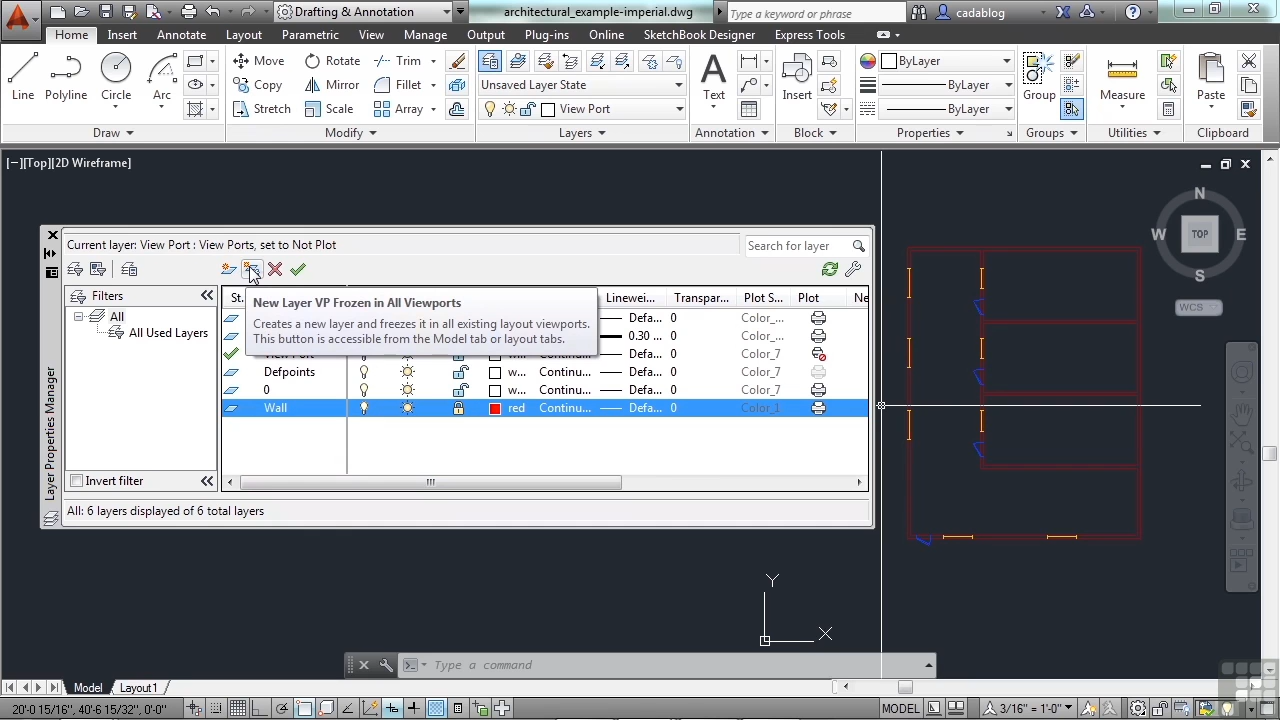 Drafting & Annotation
architectural_example-imperial.dwg
Type a keyword or phrase
cadablog
Home
Insert
Annotate
Layout
Parametric
View
Manage
Output
Plug-ins
Online
SketchBook Designer
Express Tools
Line
Polyline
Circle
Arc
Move
Rotate
Trim
Copy
Mirror
Fillet
Stretch
Scale
Array
Unsaved Layer State
View Port
Text
Insert
ByLayer
ByLayer
ByLayer
Group
Measure
Paste
Draw
Modify
Layers
Annotation
Block
Properties
Groups
Utilities
Clipboard
[−][Top][2D Wireframe]
N
W
TOP
E
S
WCS
Current layer: View Port : View Ports, set to Not Plot
Search for layer
Filters
All
All Used Layers
Invert filter
St.
Linewei...
Transpar...
Plot S...
Plot
Ne
Defa... 0 Color_...
0.30 ... 0 Color_...
Defa... 0 Color_7
Defpoints w... Continu... Defa... 0 Color_7
0 w... Continu... Defa... 0 Color_7
Wall red Continu... Defa... 0 Color_1
New Layer VP Frozen in All Viewports
Creates a new layer and freezes it in all existing layout viewports.
This button is accessible from the Model tab or layout tabs.
All: 6 layers displayed of 6 total layers
Layer Properties Manager
Y
X
Type a command
Model
Layout1
20'-0 15/16", 40'-6 15/32", 0'-0"
MODEL
3/16" = 1'-0"